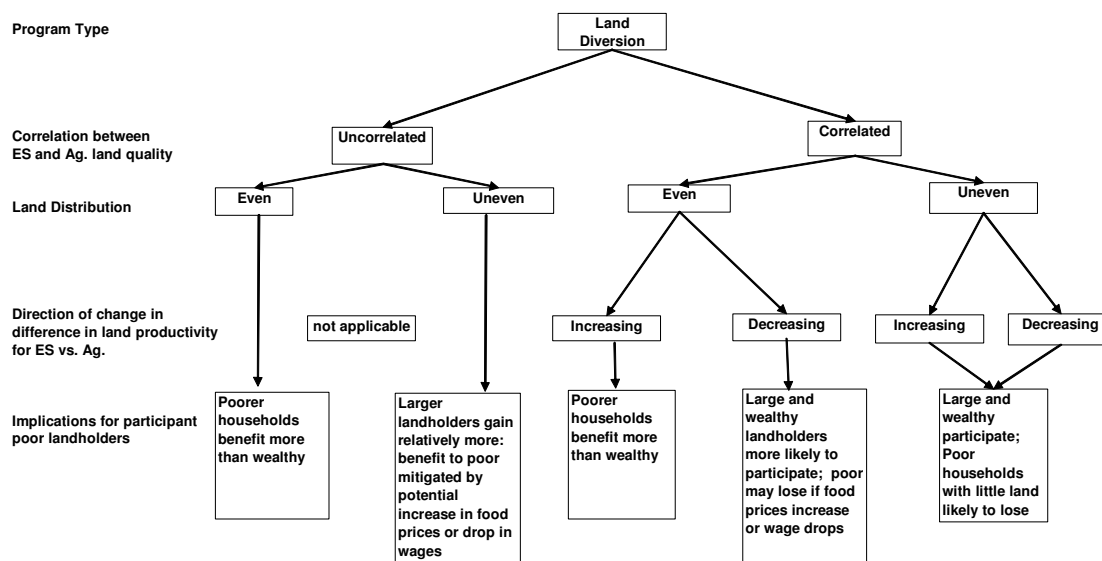 Program Type
Land
Diversion
Correlation between
ES and Ag. land quality
Uncorrelated
Correlated
Land Distribution
Even
Uneven
Even
Uneven
Direction of change in
difference in land productivity
for ES vs. Ag.
not applicable
Increasing
Decreasing
Increasing
Decreasing
Implications for participant
poor landholders
Poorer
households
benefit more
than wealthy
Larger
landholders gain
relatively more:
benefit to poor
mitigated by
potential
increase in food
prices or drop in
wages
Poorer
households
benefit more
than wealthy
Large and
wealthy
landholders
more likely to
participate;  poor
may lose if food
prices increase
or wage drops
Large and
wealthy
participate;
Poor
households
with little land
likely to lose